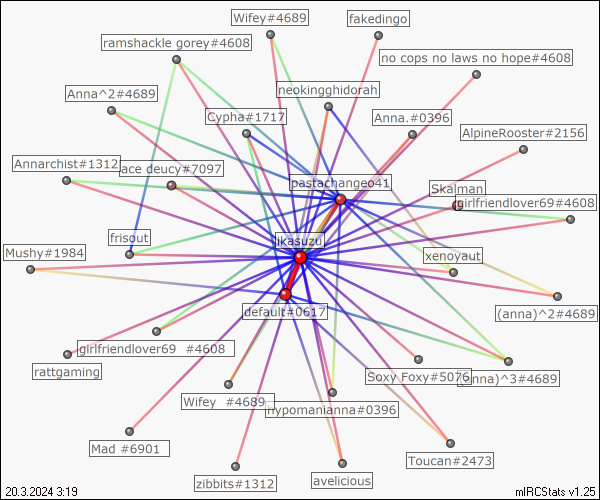 Wifey#4689
fakedingo
ramshackle gorey#4608
no cops no laws no hope#4608
neokingghidorah
Anna^2#4689
Cypha#1717
Anna.#0396
AlpineRooster#2156
Annarchist#1312
ace deucy#7097
pastachangeo41
Skaiman
girlfriendlover69#4608
frisout
ikasuzu
Mushy#1984
xenoyaut
default#0617
(anna)^2#4689
girlfriendlover69 #4608
rattgaming
Soxy Foxy#5076
(anna)^3#4689
Wifey #4689
hypomanianna#0396
Mad #6901
Toucan#2473
zibbits#1312
avelicious
20.3.2024 3:19
mIRCStats v1.25